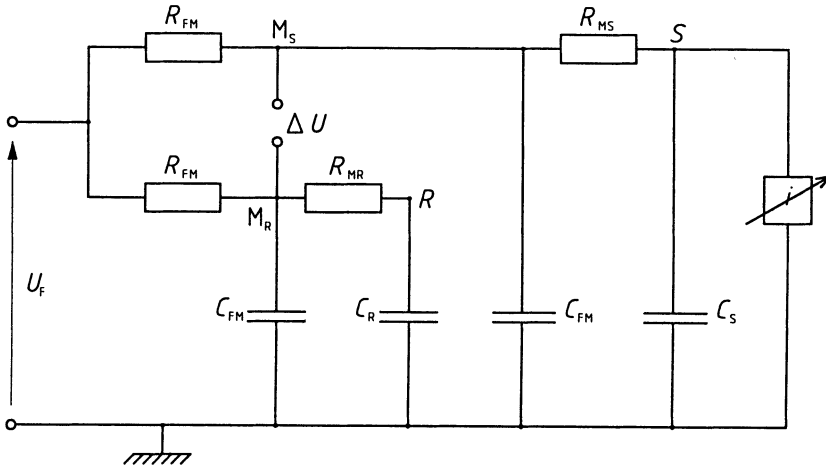 R_FM
M_S
R_MS
S
ΔU
R_FM
R_MR
R
M_R
i
U_F
C_FM
C_R
C_FM
C_S